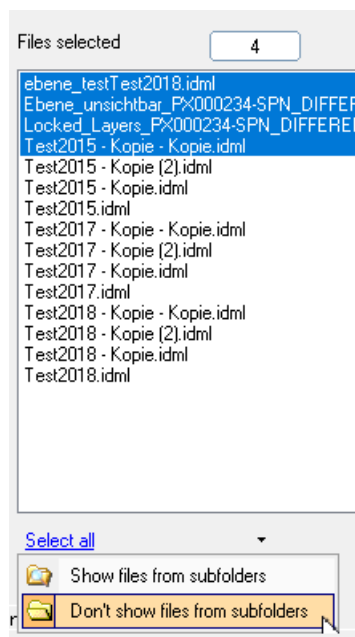 Files selected 4
ebene_testTest2018.idml
Ebene_unsichtbar_PX000234-SPN_DIFFER
Locked_Layers_PX000234-SPN_DIFFEREI
Test2015 - Kopie - Kopie.idml
Test2015 - Kopie (2).idml
Test2015 - Kopie.idml
Test2015.idml
Test2017 - Kopie - Kopie.idml
Test2017 - Kopie (2).idml
Test2017 - Kopie.idml
Test2017.idml
Test2018 - Kopie - Kopie.idml
Test2018 - Kopie (2).idml
Test2018 - Kopie.idml
Test2018.idml
Select all
Show files from subfolders
Don't show files from subfolders